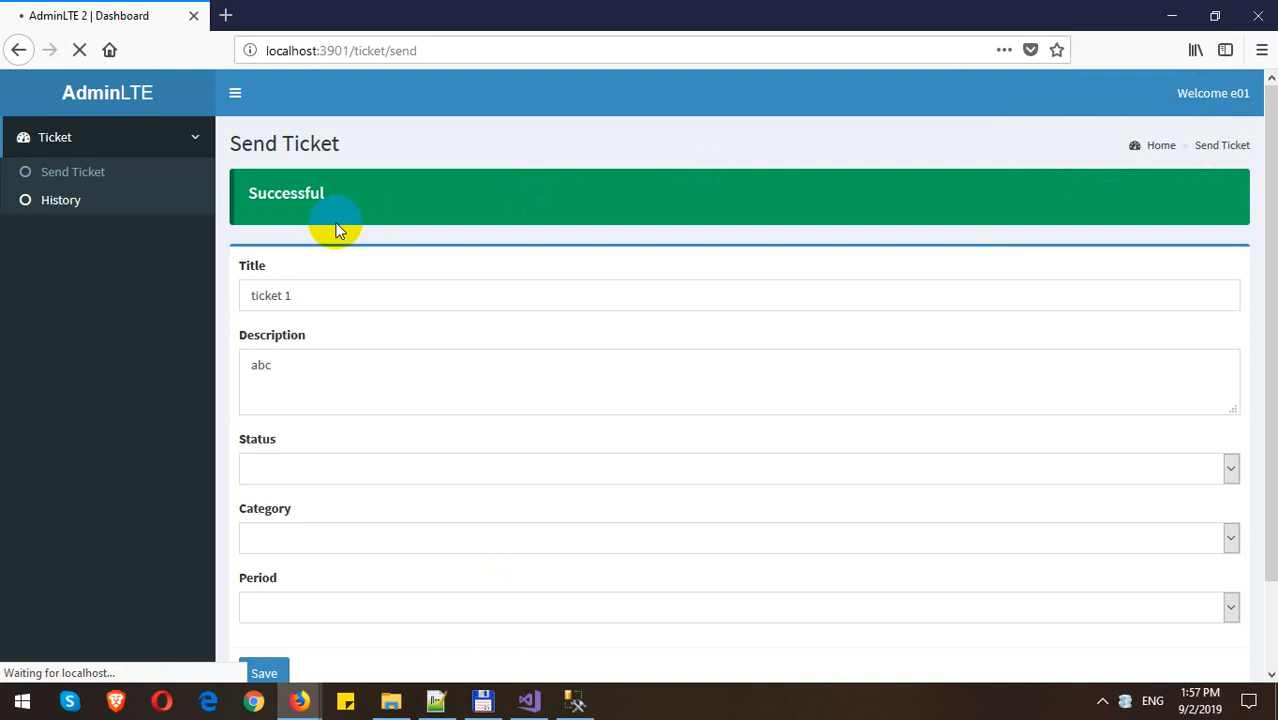 AdminLTE 2 | Dashboard
localhost:3901/ticket/send
AdminLTE
Welcome e01
Ticket
Send Ticket
History
Send Ticket
Home > Send Ticket
Successful
Title
ticket 1
Description
abc
Status
Category
Period
Save
Waiting for localhost...
ENG
1:57 PM
9/2/2019